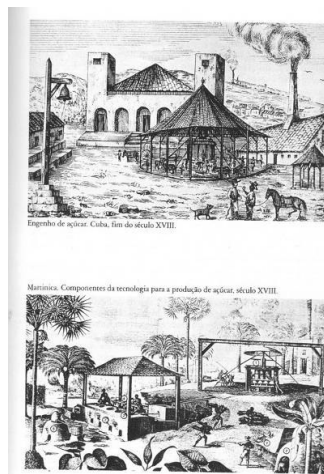 Engenho de açúcar. Cuba, fim do século XVIII.
Martinica. Componentes da tecnologia para a produção de açúcar, século XVIII.